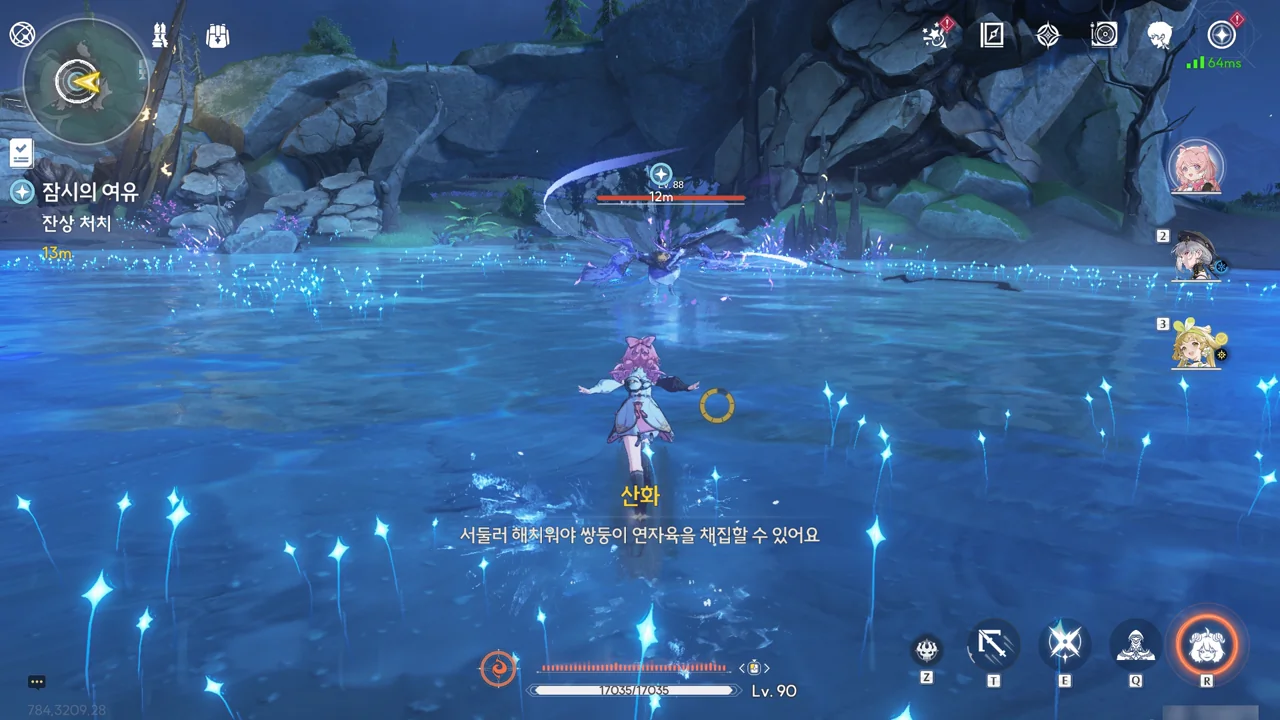 64ms
잠시의 여유
잔상 처치
13m
Lv. 88
12m
2
3
산화
서둘러 해치워야 쌍둥이 연자육을 채집할 수 있어요
17035/17035
Lv. 90
Z
T
E
Q
R
784,3209,28